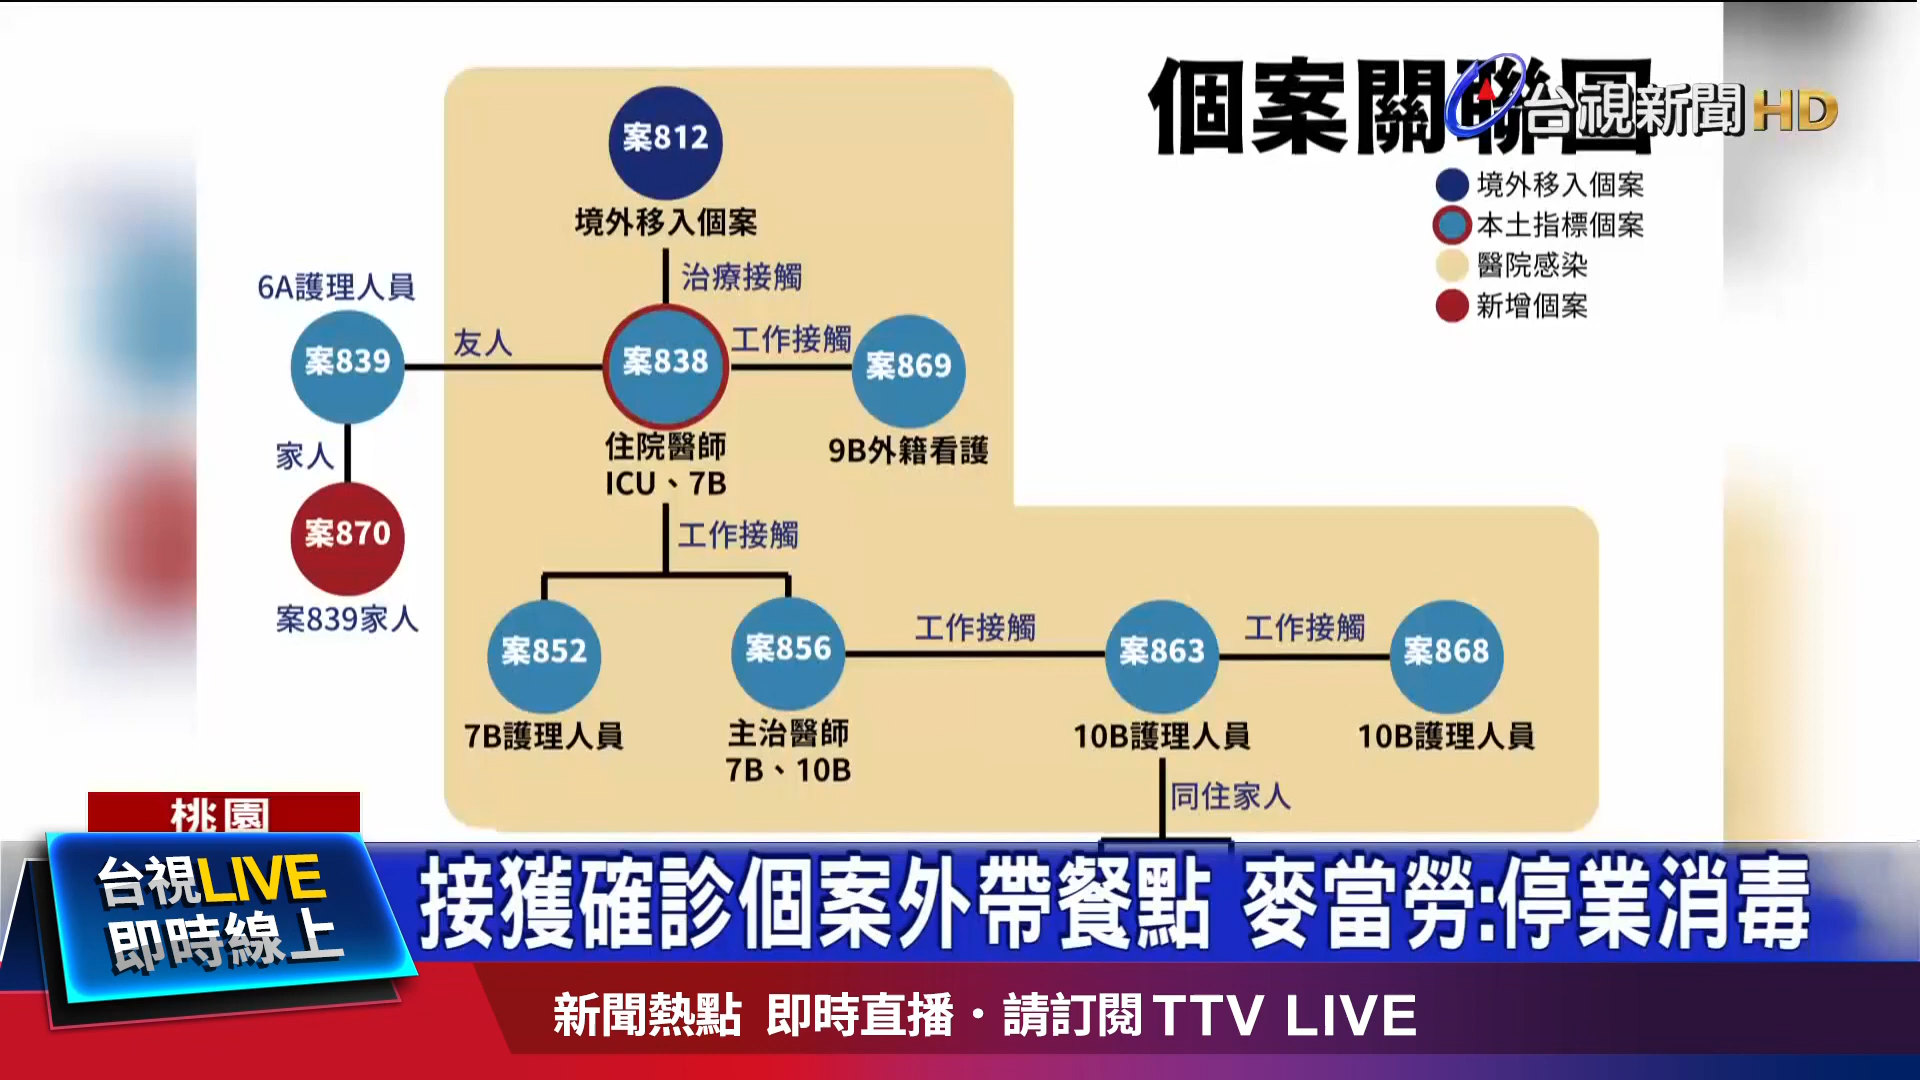 個案關聯圖
台視新聞HD
境外移入個案
本土指標個案
醫院感染
新增個案
案812
境外移入個案
治療接觸
6A護理人員
案839
友人
案838
工作接觸
案869
住院醫師
ICU、7B
9B外籍看護
家人
案870
案839家人
工作接觸
案852
7B護理人員
案856
主治醫師
7B、10B
工作接觸
案863
10B護理人員
工作接觸
案868
10B護理人員
同住家人
桃園
台視LIVE
即時線上
接獲確診個案外帶餐點 麥當勞:停業消毒
新聞熱點 即時直播・請訂閱TTV LIVE